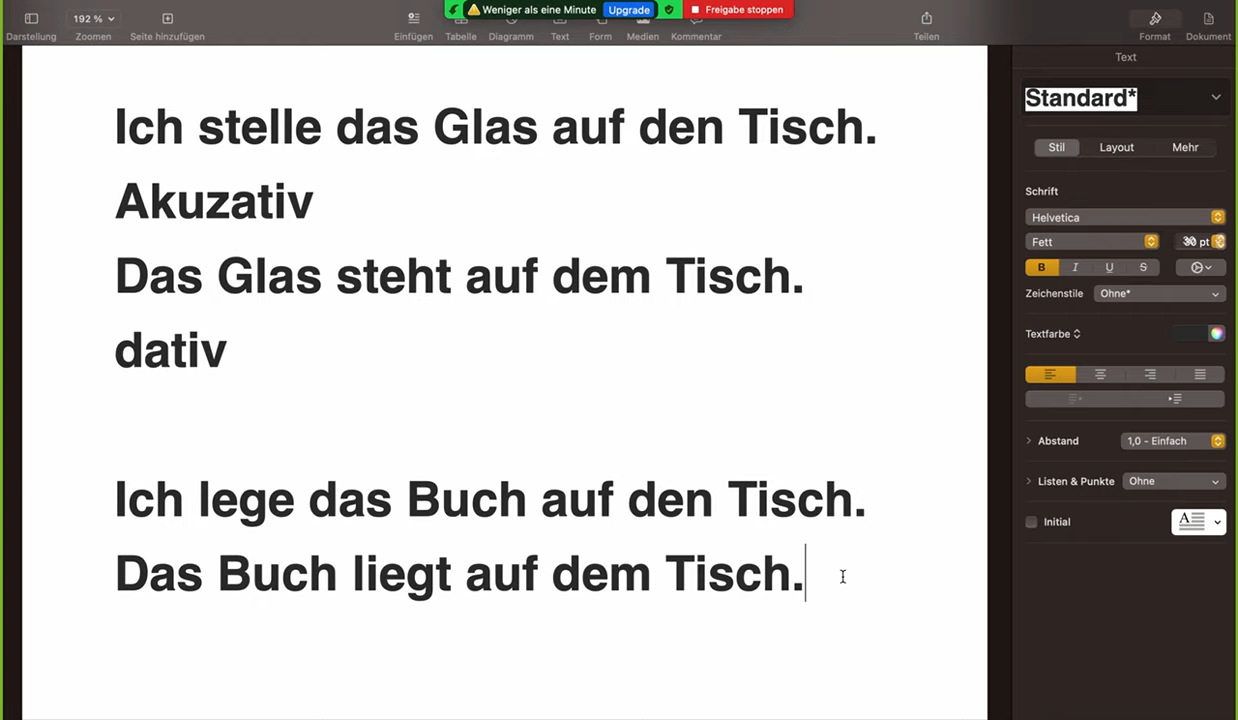 Weniger als eine Minute Upgrade Freigabe stoppen
192 %
Darstellung Zoomen Seite hinzufügen Einfügen Tabelle Diagramm Text Form Medien Kommentar Teilen Format Dokument
Text
Standard*
Stil Layout Mehr
Schrift
Helvetica
Fett 30 pt
B I U S
Zeichenstile Ohne*
Textfarbe
Abstand 1,0 - Einfach
Listen & Punkte Ohne
Initial A
Ich stelle das Glas auf den Tisch.
Akuzativ
Das Glas steht auf dem Tisch.
dativ
Ich lege das Buch auf den Tisch.
Das Buch liegt auf dem Tisch.